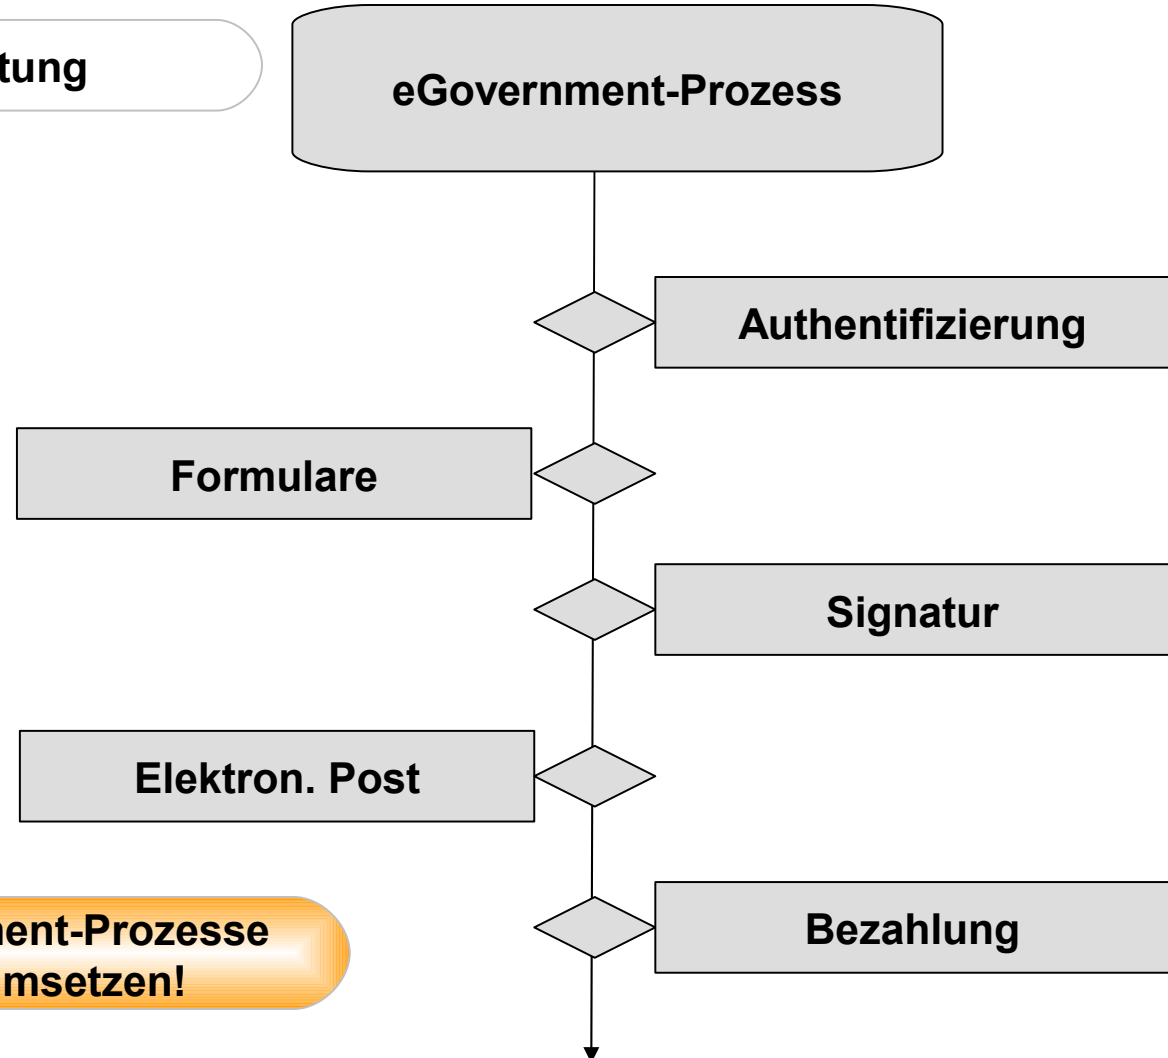 tung
eGovernment-Prozess
Authentifizierung
Formulare
Signatur
Elektron. Post
Bezahlung
ent-Prozesse
msetzen!